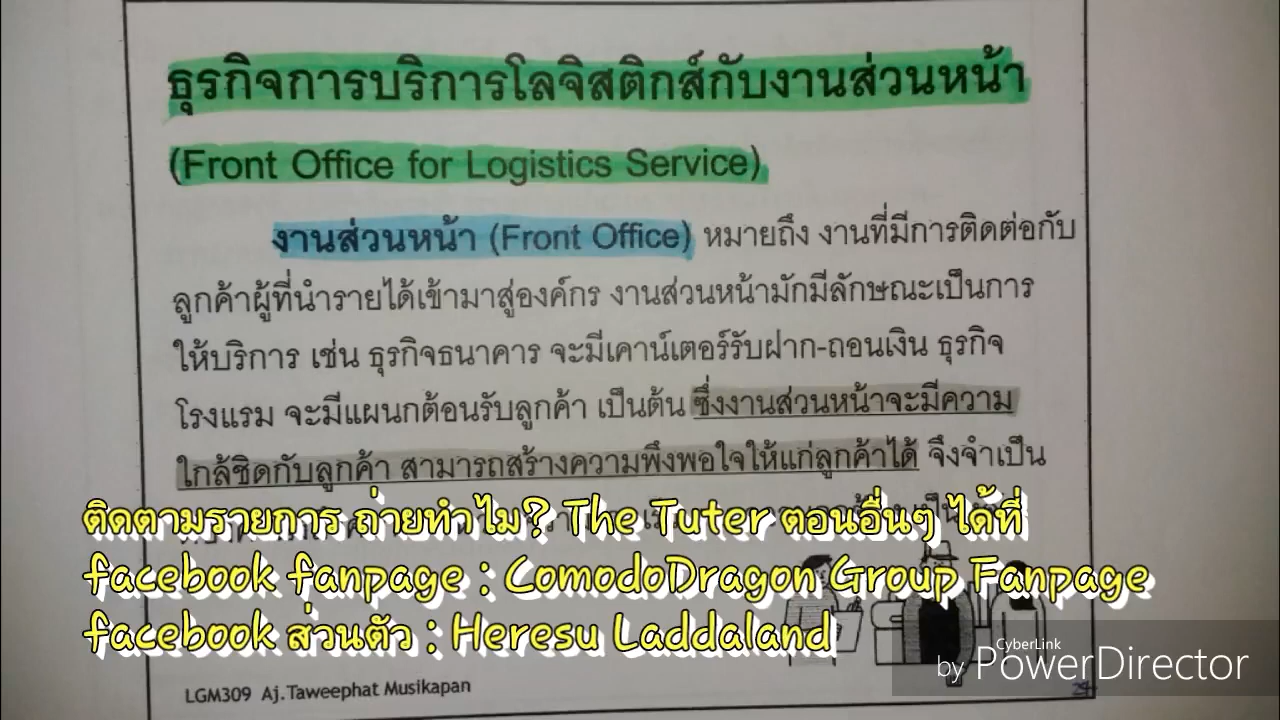 ธุรกิจการบริการโลจิสติกส์กับงานส่วนหน้า
(Front Office for Logistics Service)
งานส่วนหน้า (Front Office) หมายถึง งานที่มีการติดต่อกับ
ลูกค้าผู้ที่นำรายได้เข้ามาสู่องค์กร งานส่วนหน้ามักมีลักษณะเป็นการ
ให้บริการ เช่น ธุรกิจธนาคาร จะมีเคาน์เตอร์รับฝาก-ถอนเงิน ธุรกิจ
โรงแรม จะมีแผนกต้อนรับลูกค้า เป็นต้น ซึ่งงานส่วนหน้าจะมีความ
ใกล้ชิดกับลูกค้า สามารถสร้างความพึงพอใจให้แก่ลูกค้าได้ จึงจำเป็น
ติดตามรายการ ถ่ายทำไม? The Tuter ตอนอื่นๆ ได้ที่
facebook fanpage : ComodoDragon Group Fanpage
facebook ส่วนตัว : Heresu Laddaland
CyberLink
by PowerDirector
LGM309 Aj.Taweephat Musikapan